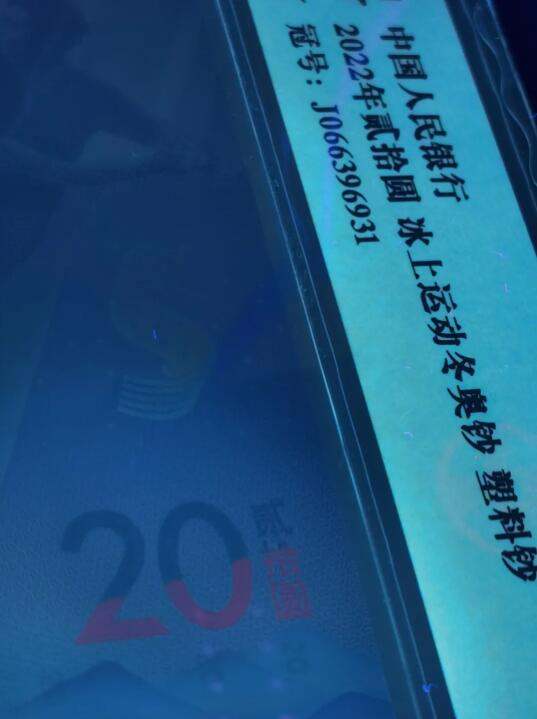 中国人民银行
2022年贰拾圆 冰上运动冬奥钞 塑料钞
冠号：J066396931
20
贰拾圆